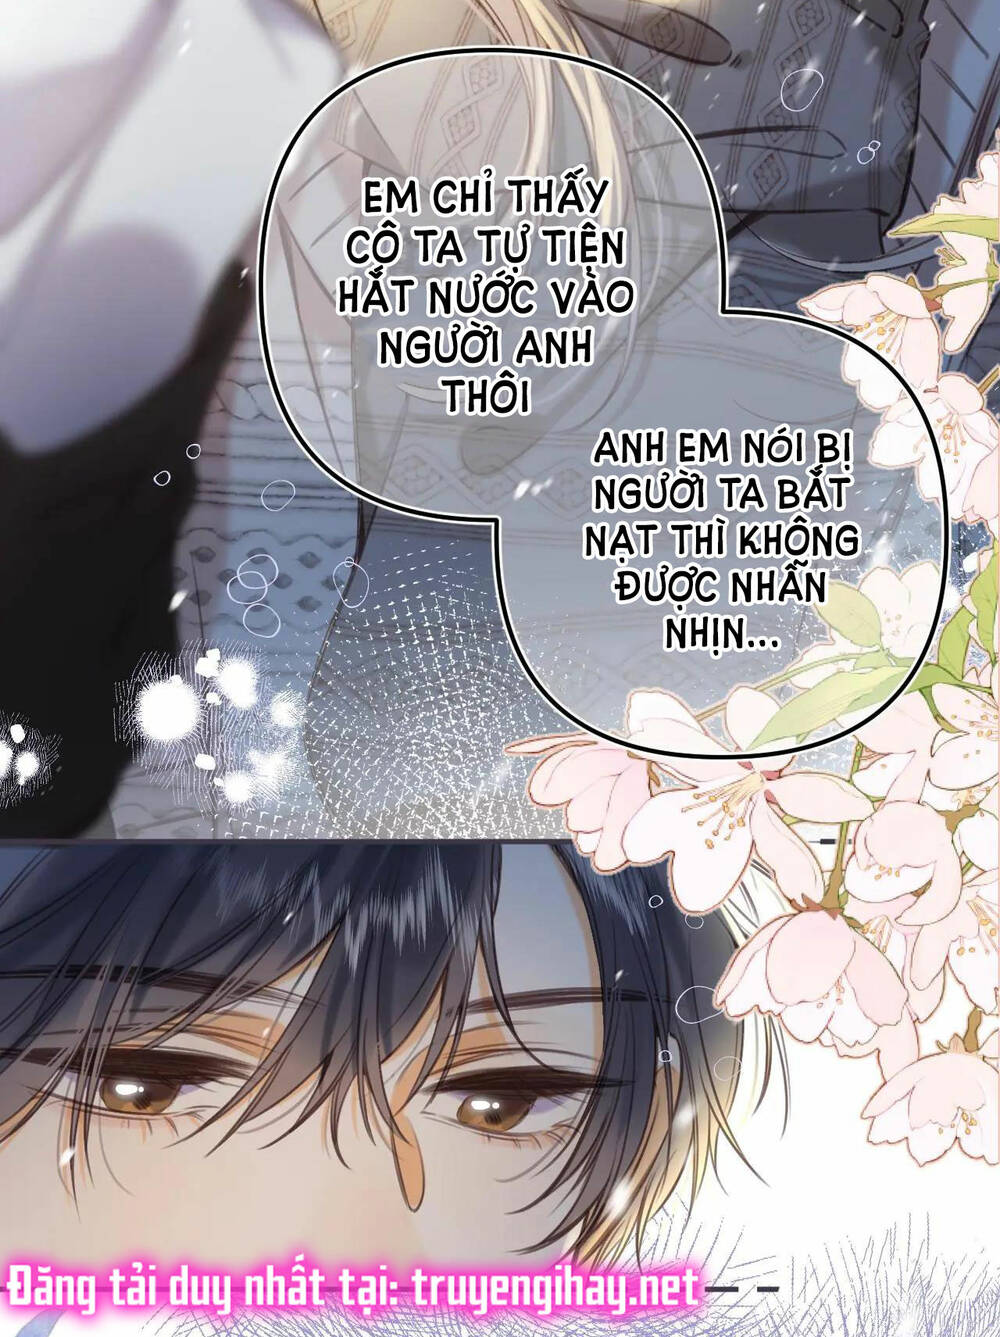 EM CHỈ THẤY
CÔ TA TỰ TIỆN
HẮT NƯỚC VÀO
NGƯỜI ANH
THÔI
ANH EM NÓI BỊ
NGƯỜI TA BẮT
NẠT THÌ KHÔNG
ĐƯỢC NHẪN
NHỊN...
Đăng tải duy nhất tại: truyengihay.net